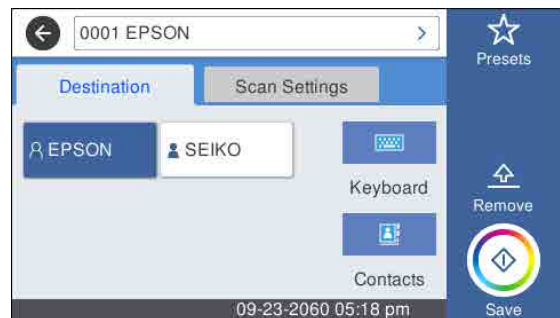 0001 EPSON
Presets
Destination
Scan Settings
EPSON
SEIKO
Keyboard
Remove
Contacts
09-23-2060 05:18 pm
Save